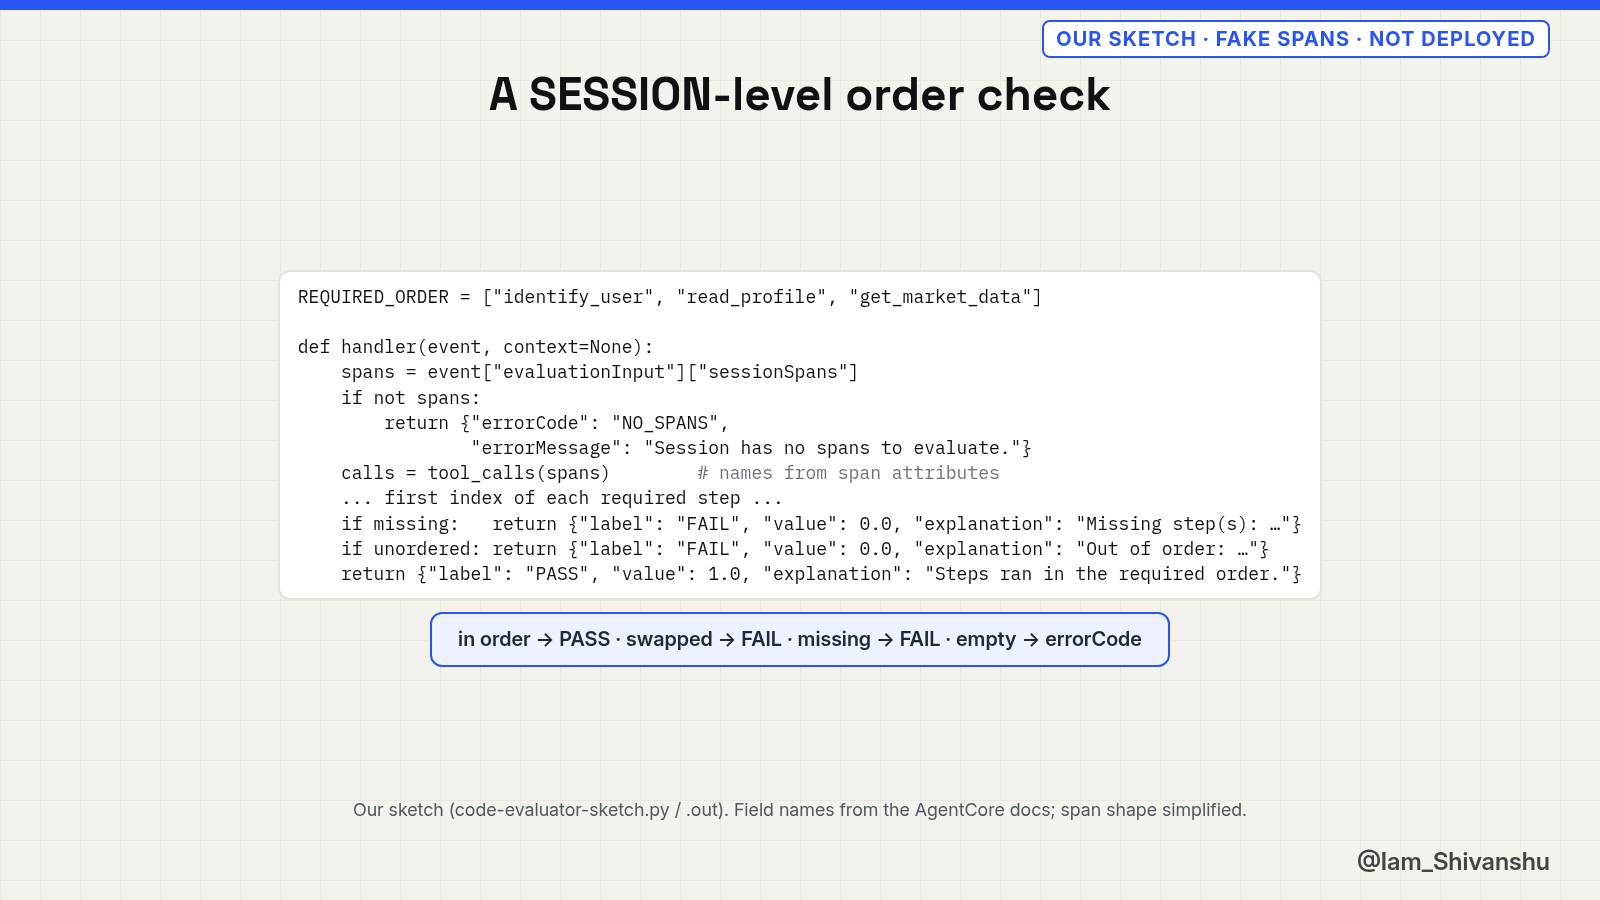 OUR SKETCH · FAKE SPANS · NOT DEPLOYED
A SESSION-level order check
REQUIRED_ORDER = ["identify_user", "read_profile", "get_market_data"]
def handler(event, context=None):
    spans = event["evaluationInput"]["sessionSpans"]
    if not spans:
        return {"errorCode": "NO_SPANS",
                "errorMessage": "Session has no spans to evaluate."}
    calls = tool_calls(spans)        # names from span attributes
    ... first index of each required step ...
    if missing:   return {"label": "FAIL", "value": 0.0, "explanation": "Missing step(s): …"}
    if unordered: return {"label": "FAIL", "value": 0.0, "explanation": "Out of order: …"}
    return {"label": "PASS", "value": 1.0, "explanation": "Steps ran in the required order."}
in order → PASS · swapped → FAIL · missing → FAIL · empty → errorCode
Our sketch (code-evaluator-sketch.py / .out). Field names from the AgentCore docs; span shape simplified.
@Iam_Shivanshu